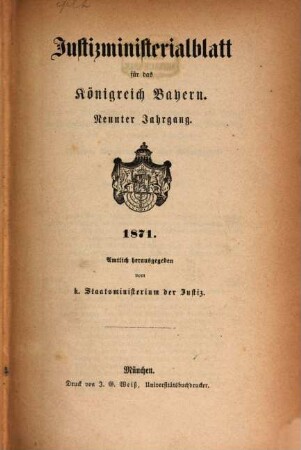 Justizministerialblatt
für das
Königreich Bayern.
Neunter Jahrgang.
1871.
Amtlich herausgegeben
vom
k. Staatsministerium der Justiz.
München.
Druck von J. G. Weiß, Universitätsbuchdrucker.